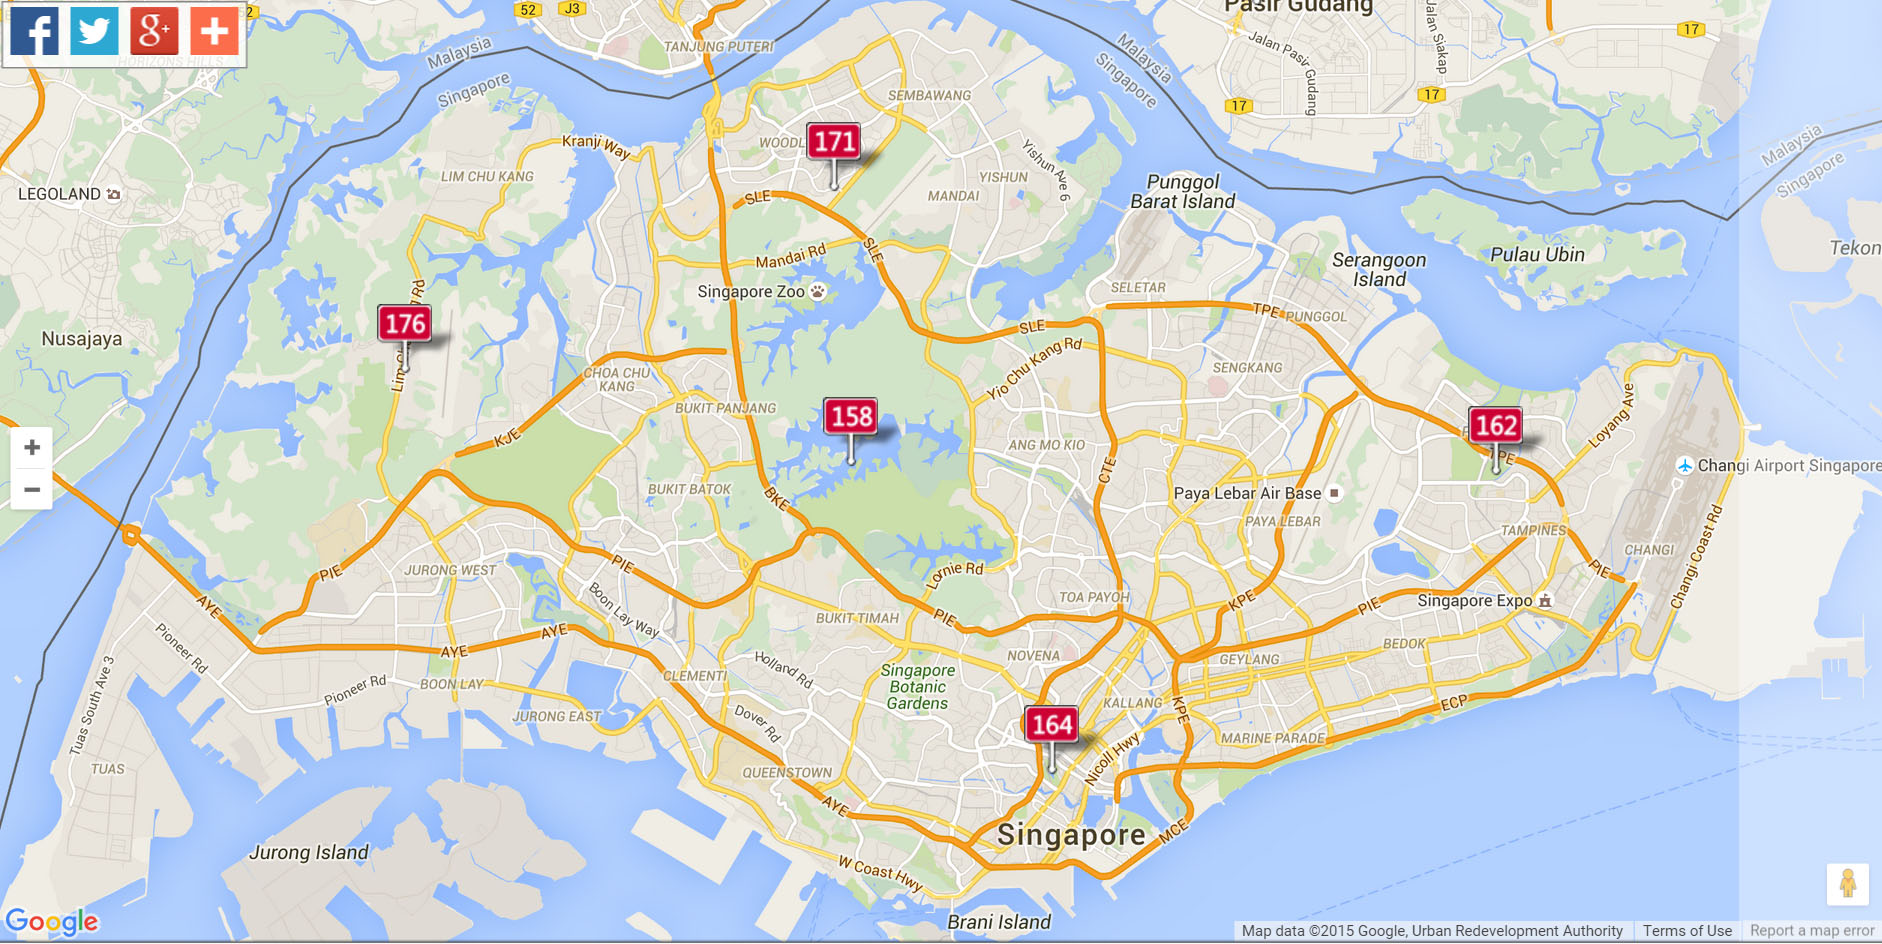 52
J3
2
Pasir Gudang
17
Jalan Pasir
Gudang
Jalan Siakap
17
17
HORIZONS HILLS
TANJUNG PUTERI
Malaysia
Singapore
Malaysia
Singapore
Malaysia
Singapore
SEMBAWANG
Kranji Way
171
LIM CHU KANG
YISHUN
Yishun Ave 6
MANDAI
LEGOLAND
SLE
Punggol
Barat Island
Mandai Rd
SLE
Singapore Zoo
SELETAR
Serangoon
Island
Pulau Ubin
Nusajaya
176
SLE
TPE
PUNGGOL
CHOA CHU
KANG
Yio Chu Kang Rd
SENGKANG
BUKIT PANJANG
158
162
Loyang Ave
KJE
ANG MO KIO
CTE
PE
Changi Airport Singapore
BUKIT BATOK
BKE
Paya Lebar Air Base
PAYA LEBAR
TAMPINES
CHANGI
Changi Coast Rd
+
−
PIE
JURONG WEST
PIE
Lornie Rd
PIE
AYE
Boon Lay Way
TOA PAYOH
KPE
PIE
Singapore Expo
BUKIT TIMAH
PIE
AYE
AYE
Pioneer Rd
Holland Rd
NOVENA
GEYLANG
BEDOK
CLEMENTI
Singapore
Botanic
Gardens
BOON LAY
Pioneer Rd
Tuas South Ave 3
JURONG EAST
KALLANG
KPE
ECP
Dover Rd
164
Nicoll Hwy
MARINE PARADE
TUAS
QUEENSTOWN
AYE
Singapore
MCE
Jurong Island
W Coast Hwy
Brani Island
Google
Map data ©2015 Google, Urban Redevelopment Authority
Terms of Use
Report a map error